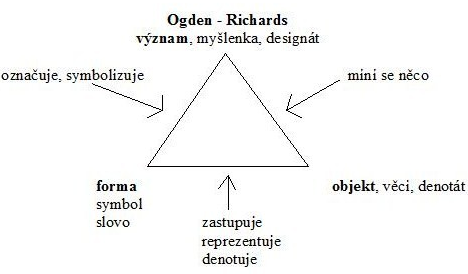 Ogden - Richards
význam, myšlenka, designát
označuje, symbolizuje
míní se něco
forma
symbol
slovo
objekt, věci, denotát
zastupuje
reprezentuje
denotuje